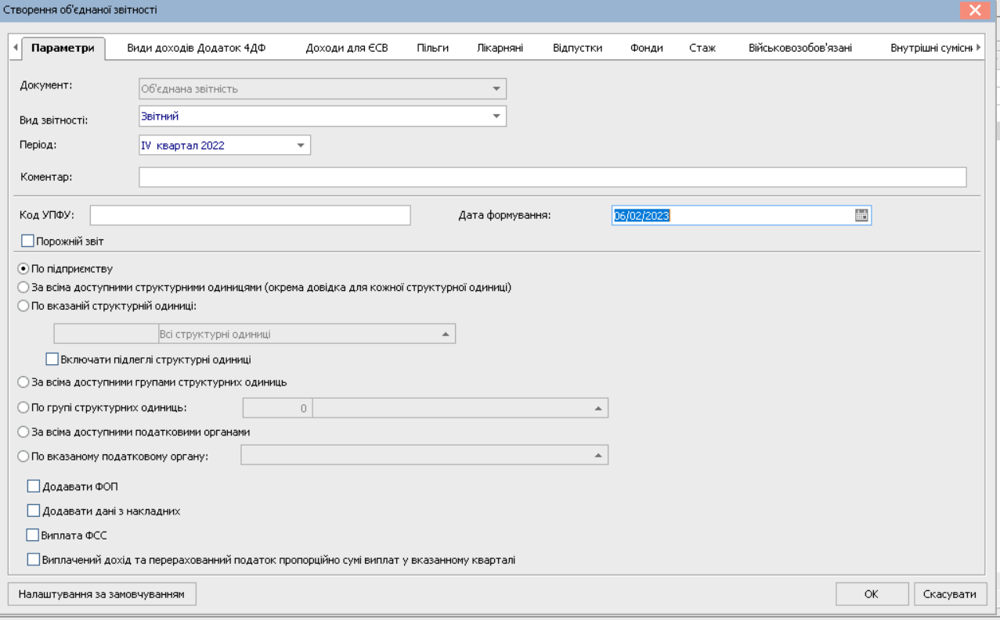 Створення об'єднаної звітності
Параметри Види доходів Додаток 4ДФ Доходи для ЄСВ Пільги Лікарняні Відпустки Фонди Стаж Військовозобов'язані Внутрішні сумісн
Документ: Об'єднана звітність
Вид звітності: Звітний
Період: IV квартал 2022
Коментар:
Код УПФУ: Дата формування: 06/02/2023
Порожній звіт
По підприємству
За всіма доступними структурними одиницями (окрема довідка для кожної структурної одиниці)
По вказаній структурній одиниці:
Всі структурні одиниці
Включати підлеглі структурні одиниці
За всіма доступними групами структурних одиниць
По групі структурних одиниць: 0
За всіма доступними податковими органами
По вказаному податковому органу:
Додавати ФОП
Додавати дані з накладних
Виплата ФСС
Виплачений дохід та перерахованний податок пропорційно сумі виплат у вказанному кварталі
Налаштування за замовчуванням OK Скасувати